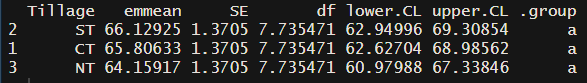 Tillage emmean SE df lower.CL upper.CL .group
2 ST 66.12925 1.3705 7.735471 62.94996 69.30854 a
1 CT 65.80633 1.3705 7.735471 62.62704 68.98562 a
3 NT 64.15917 1.3705 7.735471 60.97988 67.33846 a